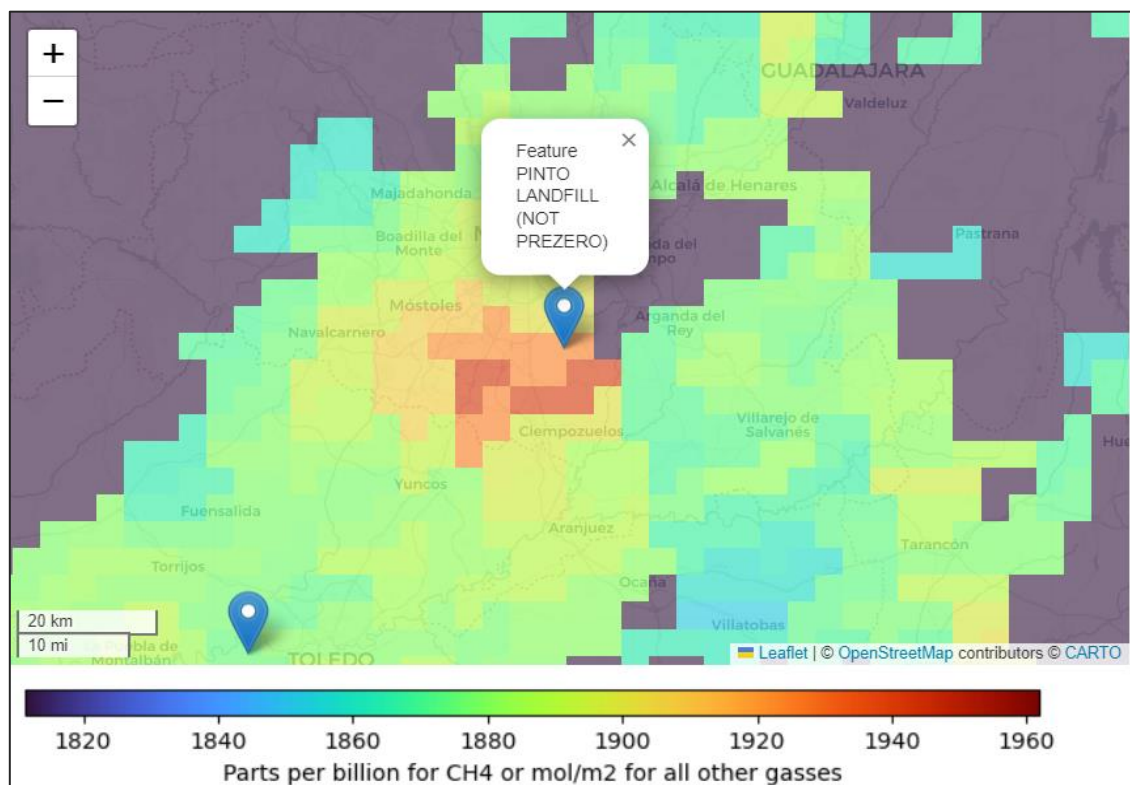 +
−
GUADALAJARA
Valdeluz
×
Feature
PINTO
LANDFILL
(NOT
PREZERO)
Majadahonda
Alcalá de Henares
Boadilla del
Monte
Pastrana
Móstoles
Navalcarnero
Arganda del
Rey
Ciempozuelos
Villarejo de
Salvanés
Yuncos
Fuensalida
Aranjuez
Tarancón
Torrijos
Ocaña
20 km
10 mi
Villatobas
Montalbán
TOLEDO
Leaflet | © OpenStreetMap contributors © CARTO
1820 1840 1860 1880 1900 1920 1940 1960
Parts per billion for CH4 or mol/m2 for all other gasses